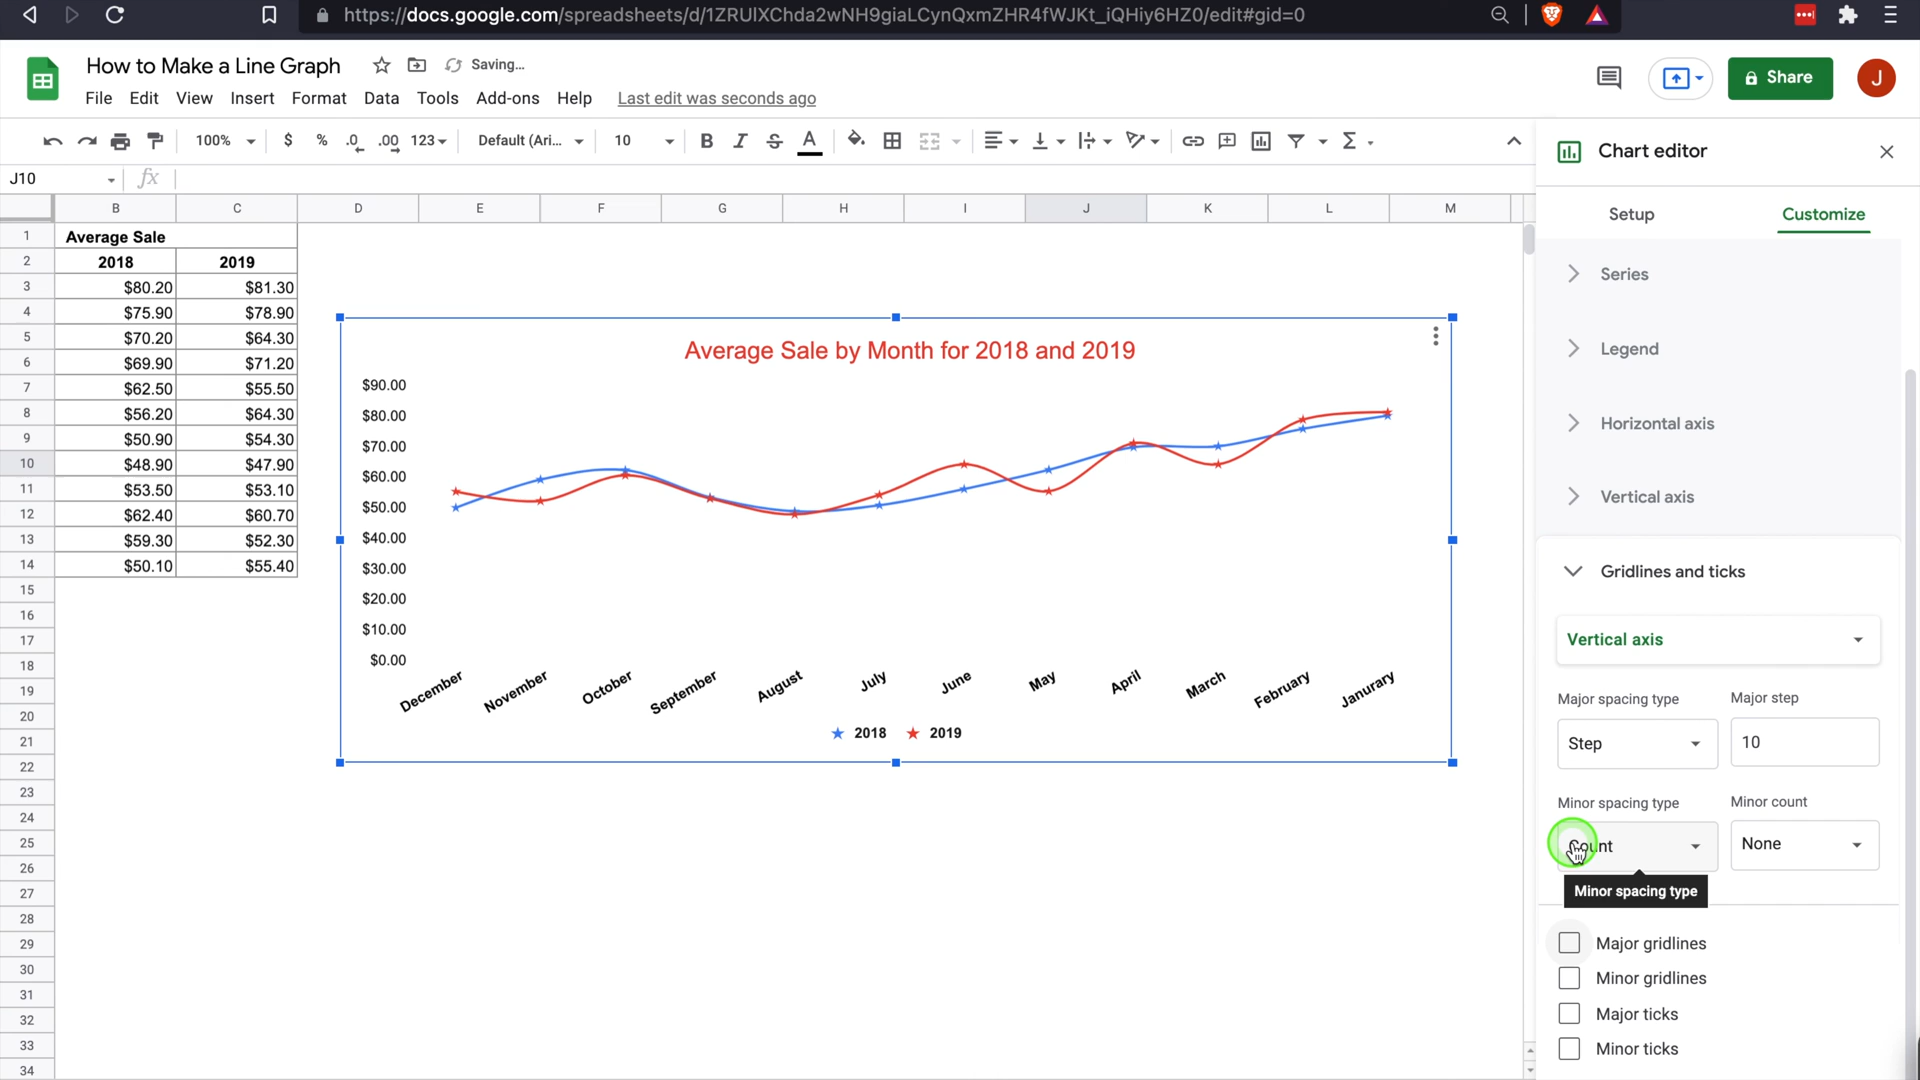 https://docs.google.com/spreadsheets/d/1ZRUlXChda2wNH9giaLCynQxmZHR4fWJKt_iQHiy6HZ0/edit#gid=0
How to Make a Line Graph
Saving...
Share
J
File Edit View Insert Format Data Tools Add-ons Help Last edit was seconds ago
100% $ % .0 .00 123 Default (Ari... 10 B I S A
J10 fx
Chart editor
B C D E F G H I J K L M
Setup Customize
1 Average Sale
2 2018 2019
3 $80.20 $81.30
4 $75.90 $78.90
5 $70.20 $64.30
6 $69.90 $71.20
7 $62.50 $55.50
8 $56.20 $64.30
9 $50.90 $54.30
10 $48.90 $47.90
11 $53.50 $53.10
12 $62.40 $60.70
13 $59.30 $52.30
14 $50.10 $55.40
15
16
17
18
19
20
21
22
23
24
25
26
27
28
29
30
31
32
33
34
Average Sale by Month for 2018 and 2019
$90.00
$80.00
$70.00
$60.00
$50.00
$40.00
$30.00
$20.00
$10.00
$0.00
December November October September August July June May April March February Janurary
2018 2019
Series
Legend
Horizontal axis
Vertical axis
Gridlines and ticks
Vertical axis
Major spacing type Major step
Step 10
Minor spacing type Minor count
Count None
Minor spacing type
Major gridlines
Minor gridlines
Major ticks
Minor ticks